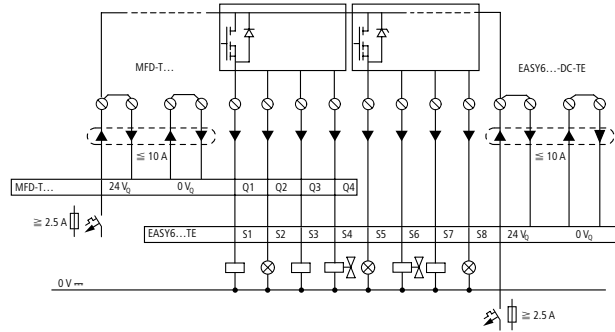 MFD-T…
EASY6…-DC-TE
≦ 10 A
≦ 10 A
MFD-T… 24 VQ 0 VQ Q1 Q2 Q3 Q4
≧ 2.5 A
EASY6…TE S1 S2 S3 S4 S5 S6 S7 S8 24 VQ 0 VQ
0 V ⎓
≧ 2.5 A